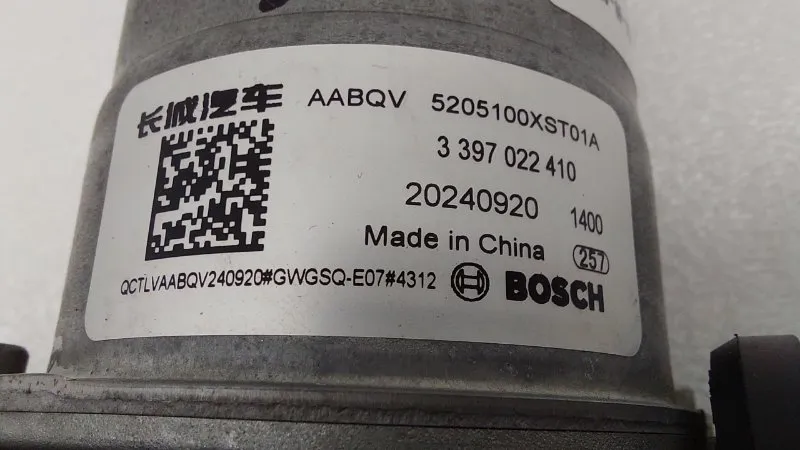 长城汽车 AABQV 5205100XST01A
3 397 022 410
20240920 1400
Made in China 257
QCTLVAABQV240920#GWGSQ-E07#4312 BOSCH